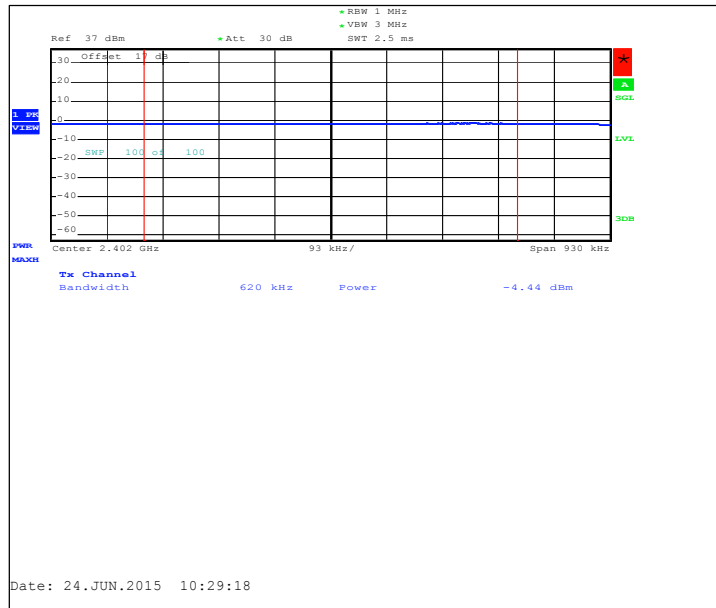 ★ RBW 1 MHz
★ VBW 3 MHz
Ref 37 dBm ★ Att 30 dB SWT 2.5 ms
30 Offset 17 dB
*
20
A
10
SGL
1 PK
0
VIEW
-10
LVL
-20 SWP 100 of 100
-30
-40
-50
3DB
-60
PWR
Center 2.402 GHz 93 kHz/ Span 930 kHz
MAXH
Tx Channel
Bandwidth 620 kHz Power -4.44 dBm
Date: 24.JUN.2015 10:29:18